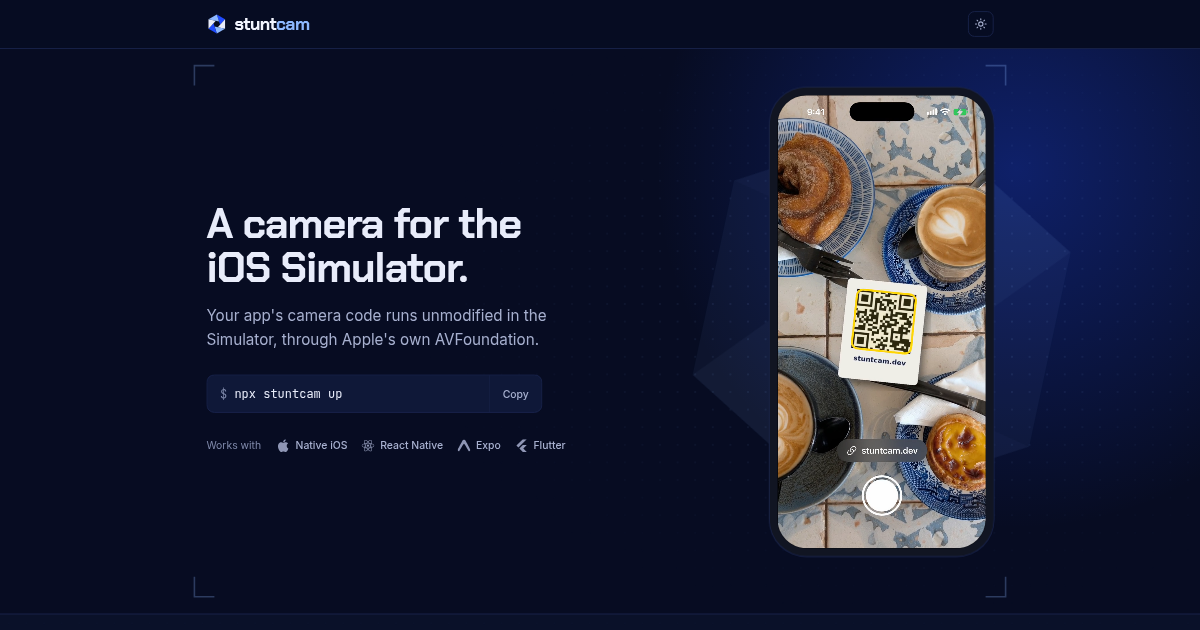 stuntcam
9:41
A camera for the
iOS Simulator.
Your app's camera code runs unmodified in the
Simulator, through Apple's own AVFoundation.
$ npx stuntcam up
Copy
Works with
Native iOS
React Native
Expo
Flutter
stuntcam.dev
stuntcam.dev